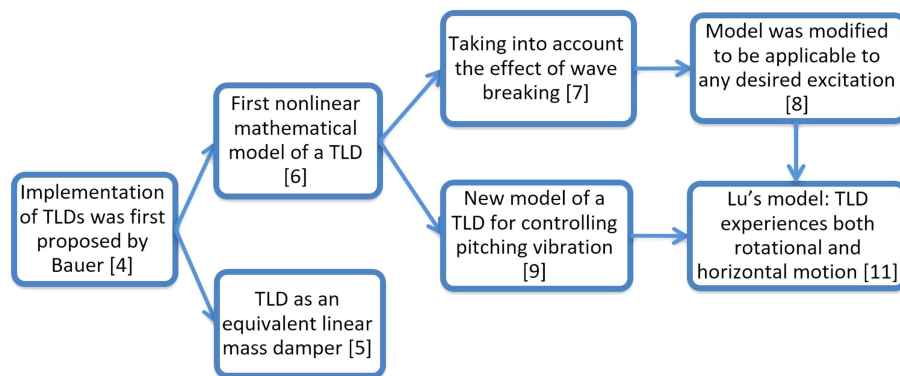 Implementation
of TLDs was first
proposed by
Bauer [4]
First nonlinear
mathematical
model of a TLD
[6]
TLD as an
equivalent linear
mass damper [5]
Taking into account
the effect of wave
breaking [7]
New model of a
TLD for controlling
pitching vibration
[9]
Model was modified
to be applicable to
any desired excitation
[8]
Lu’s model: TLD
experiences both
rotational and
horizontal motion [11]